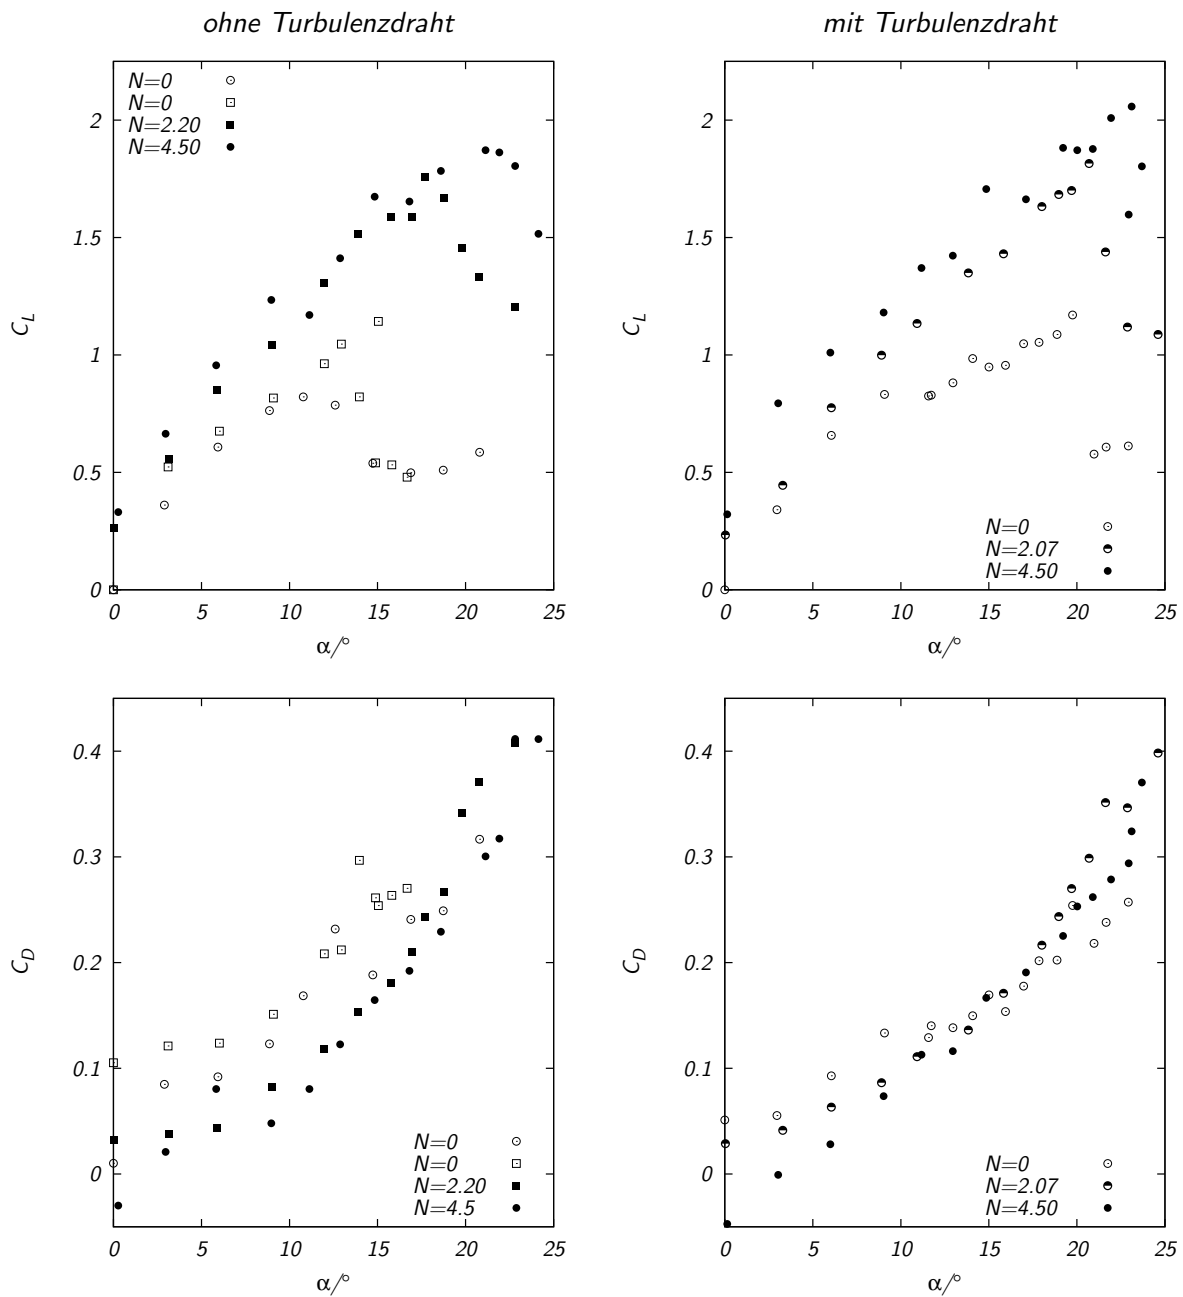 ohne Turbulenzdraht
mit Turbulenzdraht
N=0
N=0
N=2.20
N=4.50
2
1.5
1
0.5
0
C_L
0 5 10 15 20 25
α/°
2
1.5
1
0.5
0
C_L
N=0
N=2.07
N=4.50
0 5 10 15 20 25
α/°
0.4
0.3
0.2
0.1
0
C_D
N=0
N=0
N=2.20
N=4.5
0 5 10 15 20 25
α/°
0.4
0.3
0.2
0.1
0
C_D
N=0
N=2.07
N=4.50
0 5 10 15 20 25
α/°